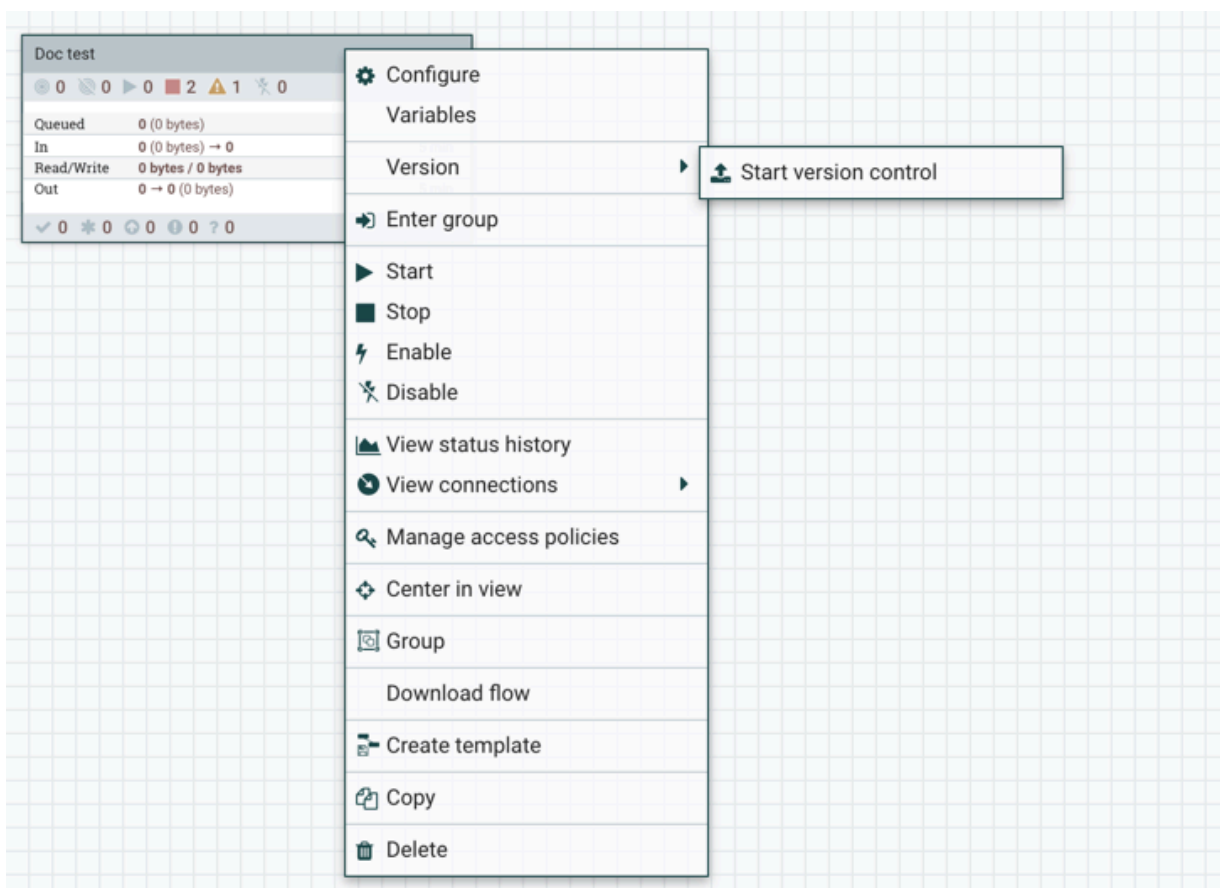 Doc test
0 0 0 2 1 0
Queued 0 (0 bytes)
In 0 (0 bytes) → 0
Read/Write 0 bytes / 0 bytes
Out 0 → 0 (0 bytes)
0 0 0 0 ? 0
Configure
Variables
Version
Start version control
Enter group
Start
Stop
Enable
Disable
View status history
View connections
Manage access policies
Center in view
Group
Download flow
Create template
Copy
Delete